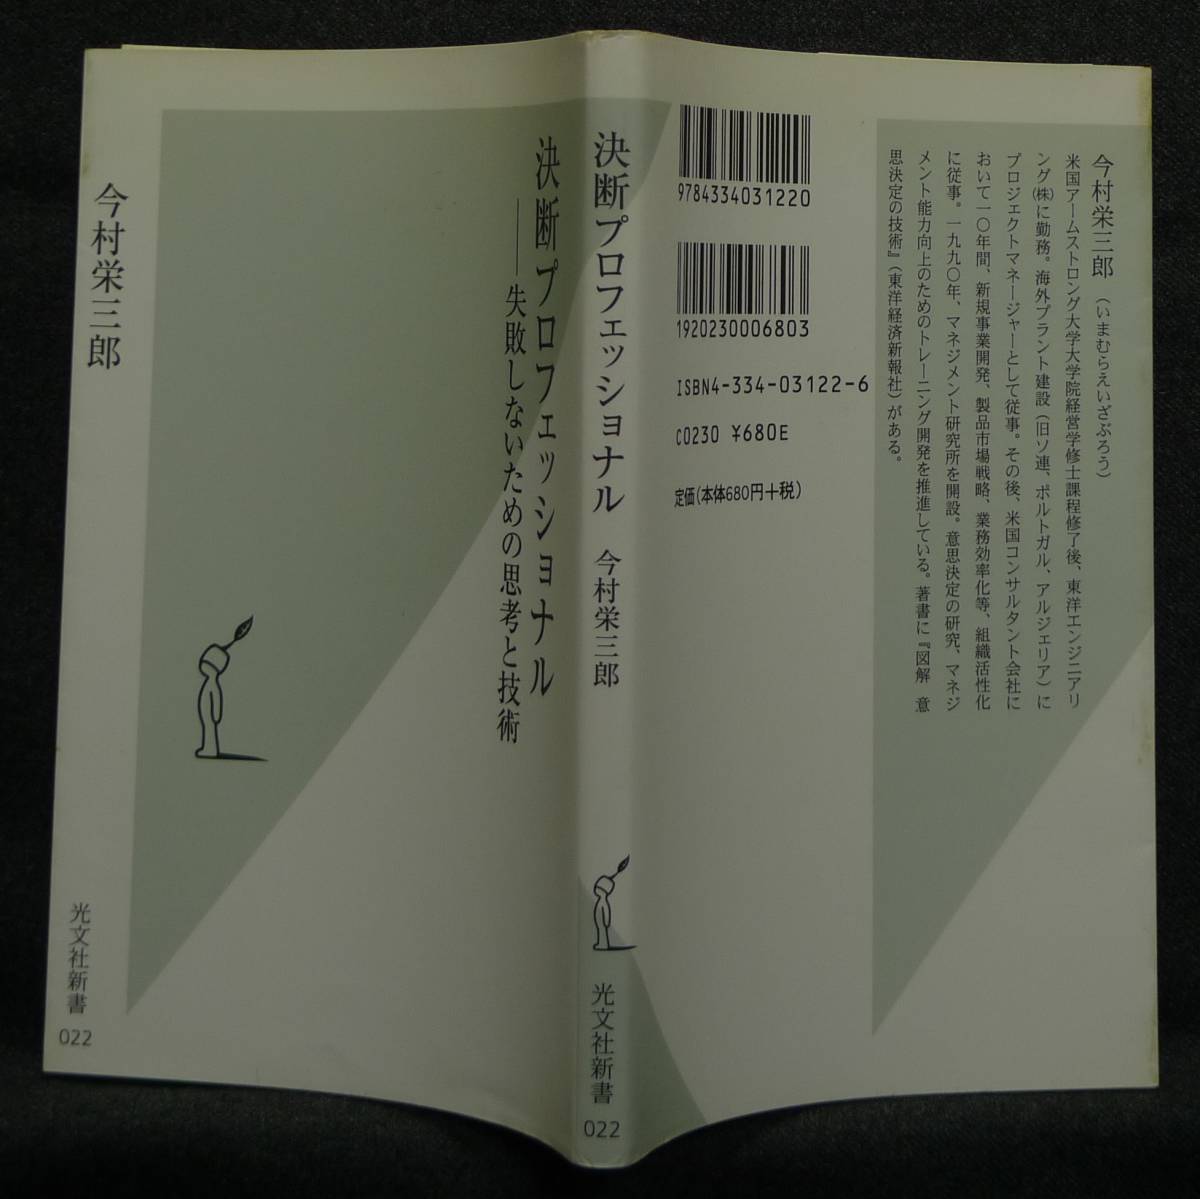 今村栄三郎
決断プロフェッショナル
――失敗しないための思考と技術
光文社新書
022
決断プロフェッショナル 今村栄三郎
光文社新書
022
9784334031220
1920230006803
ISBN4-334-03122-6
C0230 ¥680E
定価(本体680円+税)
今村栄三郎(いまむらえいざぶろう)
米国アームストロング大学大学院経営学修士課程修了後、東洋エンジニアリ
ング㈱に勤務。海外プラント建設(旧ソ連、ポルトガル、アルジェリア)に
プロジェクトマネージャーとして従事。その後、米国コンサルタント会社に
おいて一〇年間、新規事業開発、製品市場戦略、業務効率化等、組織活性化
に従事。一九九〇年、マネジメント研究所を開設。意思決定の研究、マネジ
メント能力向上のためのトレーニング開発を推進している。著書に『図解 意
思決定の技術』(東洋経済新報社)がある。